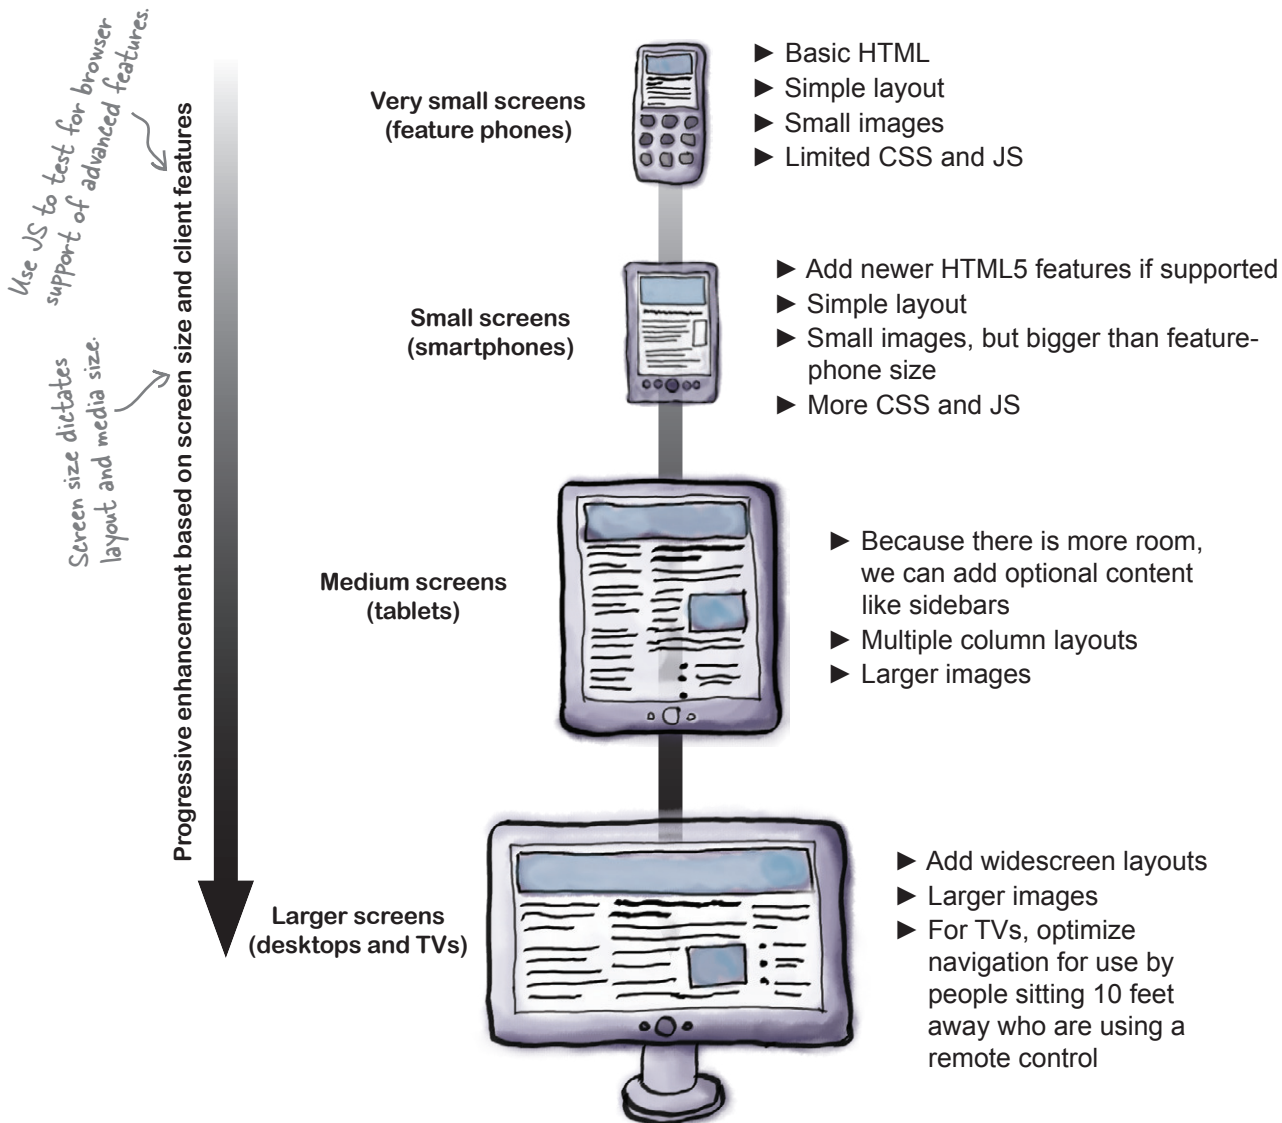 Use JS to test for browser
support of advanced features.
Screen size dictates
layout and media size.
Progressive enhancement based on screen size and client features
Very small screens
(feature phones)
► Basic HTML
► Simple layout
► Small images
► Limited CSS and JS
Small screens
(smartphones)
► Add newer HTML5 features if supported
► Simple layout
► Small images, but bigger than feature-
phone size
► More CSS and JS
Medium screens
(tablets)
► Because there is more room,
we can add optional content
like sidebars
► Multiple column layouts
► Larger images
Larger screens
(desktops and TVs)
► Add widescreen layouts
► Larger images
► For TVs, optimize
navigation for use by
people sitting 10 feet
away who are using a
remote control